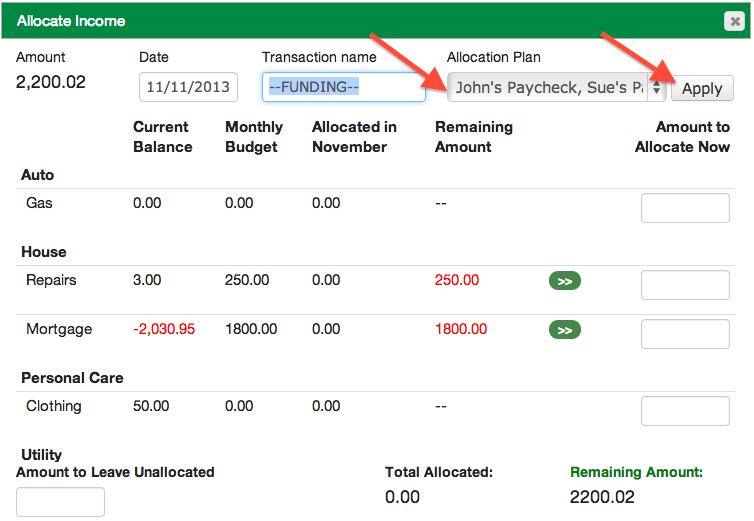 Allocate Income
Amount Date Transaction name Allocation Plan
2,200.02 11/11/2013 --FUNDING-- John's Paycheck, Sue's Pa Apply
Current Monthly Allocated in Remaining Amount to
Balance Budget November Amount Allocate Now
Auto
Gas 0.00 0.00 0.00 --
House
Repairs 3.00 250.00 0.00 250.00 >>
Mortgage -2,030.95 1800.00 0.00 1800.00 >>
Personal Care
Clothing 50.00 0.00 0.00 --
Utility
Amount to Leave Unallocated Total Allocated: Remaining Amount:
0.00 2200.02